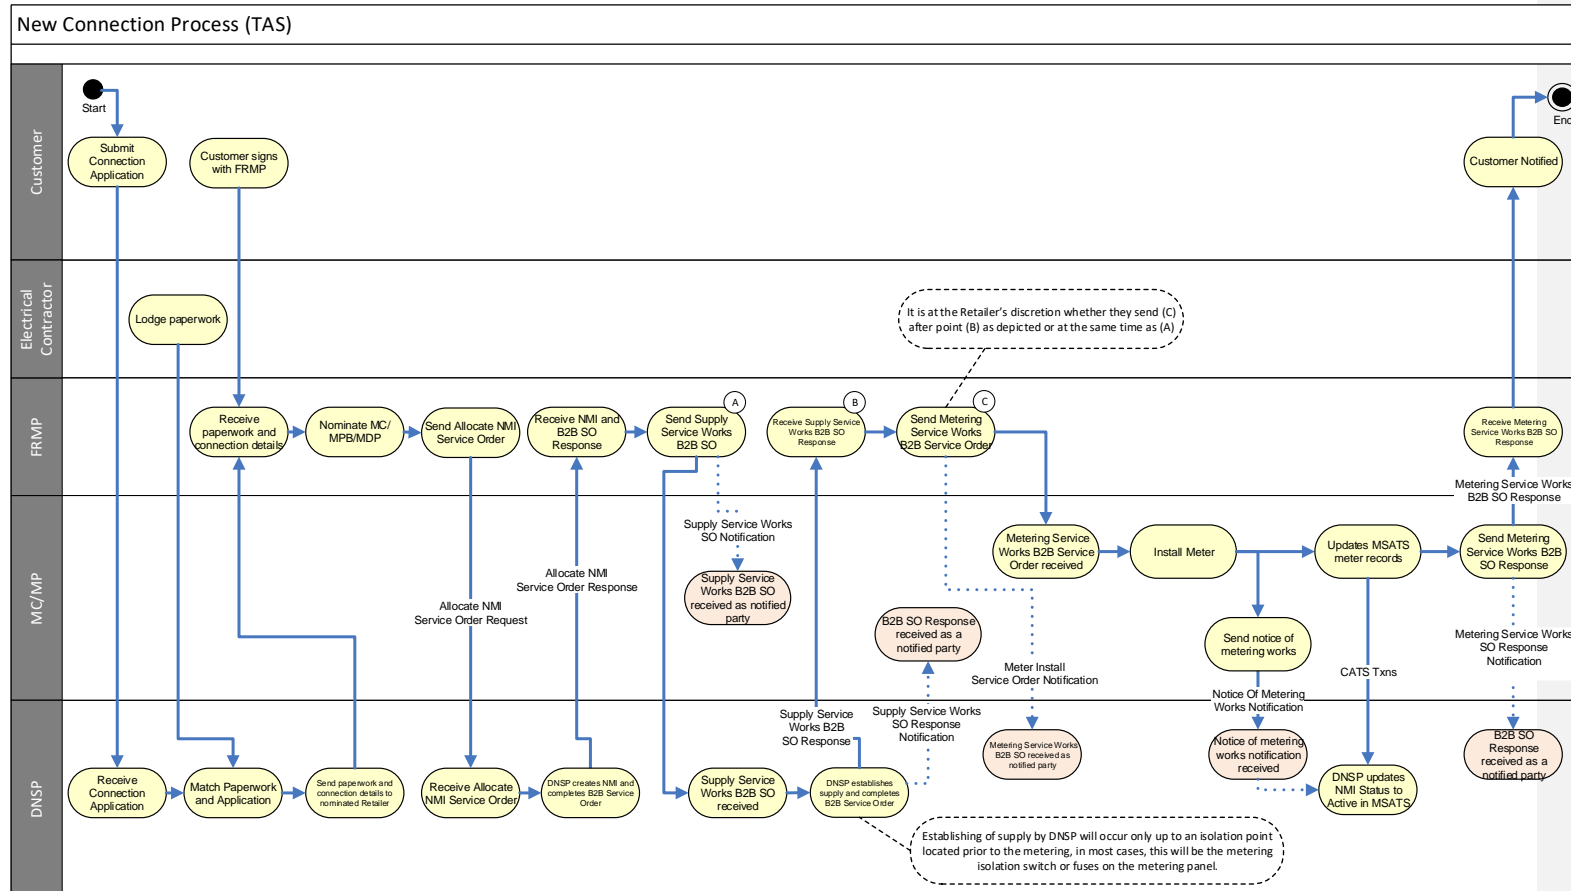 New Connection Process (TAS)
Customer
Start
Submit
Connection
Application
Customer signs
with FRMP
Customer Notified
End
Electrical
Contractor
Lodge paperwork
It is at the Retailer’s discretion whether they send (C)
after point (B) as depicted or at the same time as (A)
FRMP
Receive
paperwork and
connection details
Nominate MC/
MPB/MDP
Send Allocate NMI
Service Order
Receive NMI and
B2B SO
Response
A
Send Supply
Service Works
B2B SO
B
Receive Supply Service
Works B2B SO
Response
C
Send Metering
Service Works
B2B Service Order
Receive Metering
Service Works B2B SO
Response
MC/MP
Allocate NMI
Service Order Request
Allocate NMI
Service Order Response
Supply Service Works
SO Notification
Supply Service
Works B2B SO
received as notified
party
B2B SO Response
received as a
notified party
Metering Service
Works B2B Service
Order received
Install Meter
Updates MSATS
meter records
Metering Service Works
B2B SO Response
Send Metering
Service Works B2B
SO Response
Send notice of
metering works
Meter Install
Service Order Notification
CATS Txns
Metering Service Works
SO Response
Notification
Notice Of Metering
Works Notification
Supply Service
Works B2B
SO Response
Supply Service Works
SO Response
Notification
DNSP
Receive
Connection
Application
Match Paperwork
and Application
Send paperwork and
connection details to
nominated Retailer
Receive Allocate
NMI Service Order
DNSP creates NMI and
completes B2B Service
Order
Supply Service
Works B2B SO
received
DNSP establishes
supply and completes
B2B Service Order
Metering Service Works
B2B SO received as
notified party
Notice of metering
works notification
received
DNSP updates
NMI Status to
Active in MSATS
B2B SO
Response
received as a
notified party
Establishing of supply by DNSP will occur only up to an isolation point
located prior to the metering, in most cases, this will be the metering
isolation switch or fuses on the metering panel.